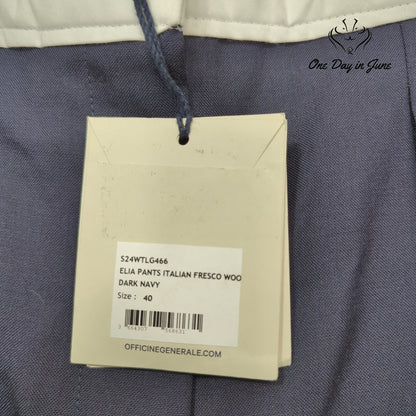 One Day in June
S24WTLG466
ELIA PANTS ITALIAN FRESCO WOO
DARK NAVY
Size : 40
OFFICINEGENERALE.COM